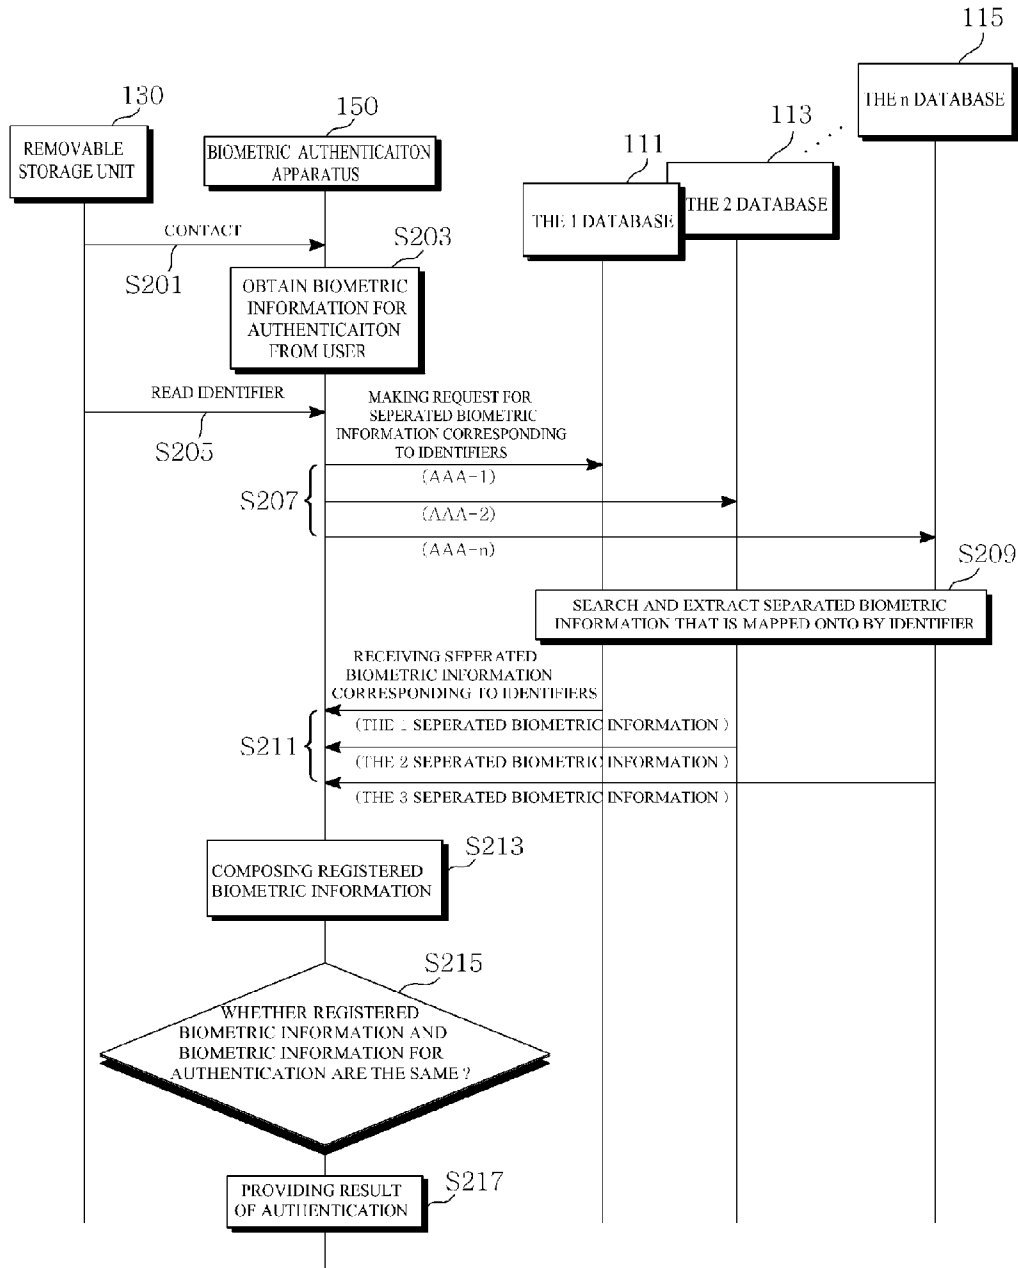 115
THE n DATABASE
130
REMOVABLE
STORAGE UNIT
150
BIOMETRIC AUTHENTICAITON
APPARATUS
111
THE 1 DATABASE
113
THE 2 DATABASE
CONTACT
S201
S203
OBTAIN BIOMETRIC
INFORMATION FOR
AUTHENTICAITON
FROM USER
READ IDENTIFIER
S205
MAKING REQUEST FOR
SEPERATED BIOMETRIC
INFORMATION CORRESPONDING
TO IDENTIFIERS
S207
(AAA-1)
(AAA-2)
(AAA-n)
S209
SEARCH AND EXTRACT SEPARATED BIOMETRIC
INFORMATION THAT IS MAPPED ONTO BY IDENTIFIER
RECEIVING SEPERATED
BIOMETRIC INFORMATION
CORRESPONDING TO IDENTIFIERS
S211
(THE 1 SEPERATED BIOMETRIC INFORMATION )
(THE 2 SEPERATED BIOMETRIC INFORMATION )
(THE 3 SEPERATED BIOMETRIC INFORMATION )
S213
COMPOSING REGISTERED
BIOMETRIC INFORMATION
S215
WHETHER REGISTERED
BIOMETRIC INFORMATION AND
BIOMETRIC INFORMATION FOR
AUTHENTICATION ARE THE SAME ?
S217
PROVIDING RESULT
OF AUTHENTICATION